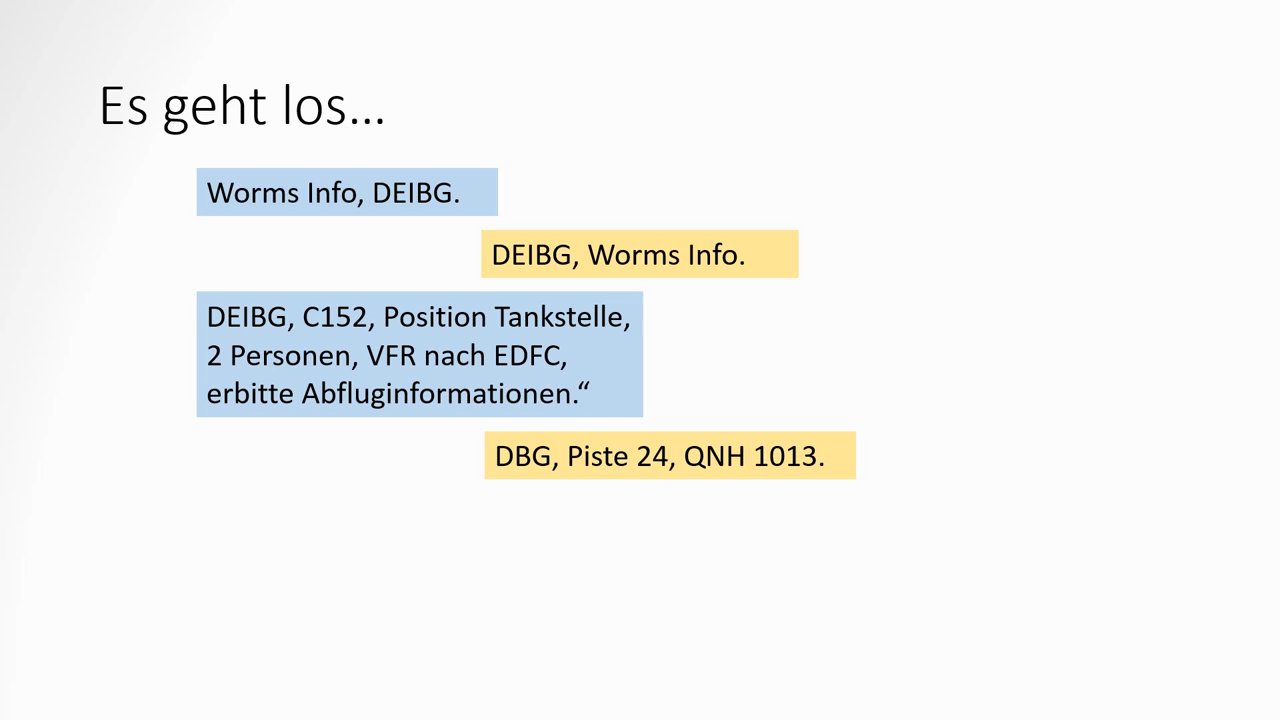 Es geht los...
Worms Info, DEIBG.
DEIBG, Worms Info.
DEIBG, C152, Position Tankstelle,
2 Personen, VFR nach EDFC,
erbitte Abfluginformationen.“
DBG, Piste 24, QNH 1013.